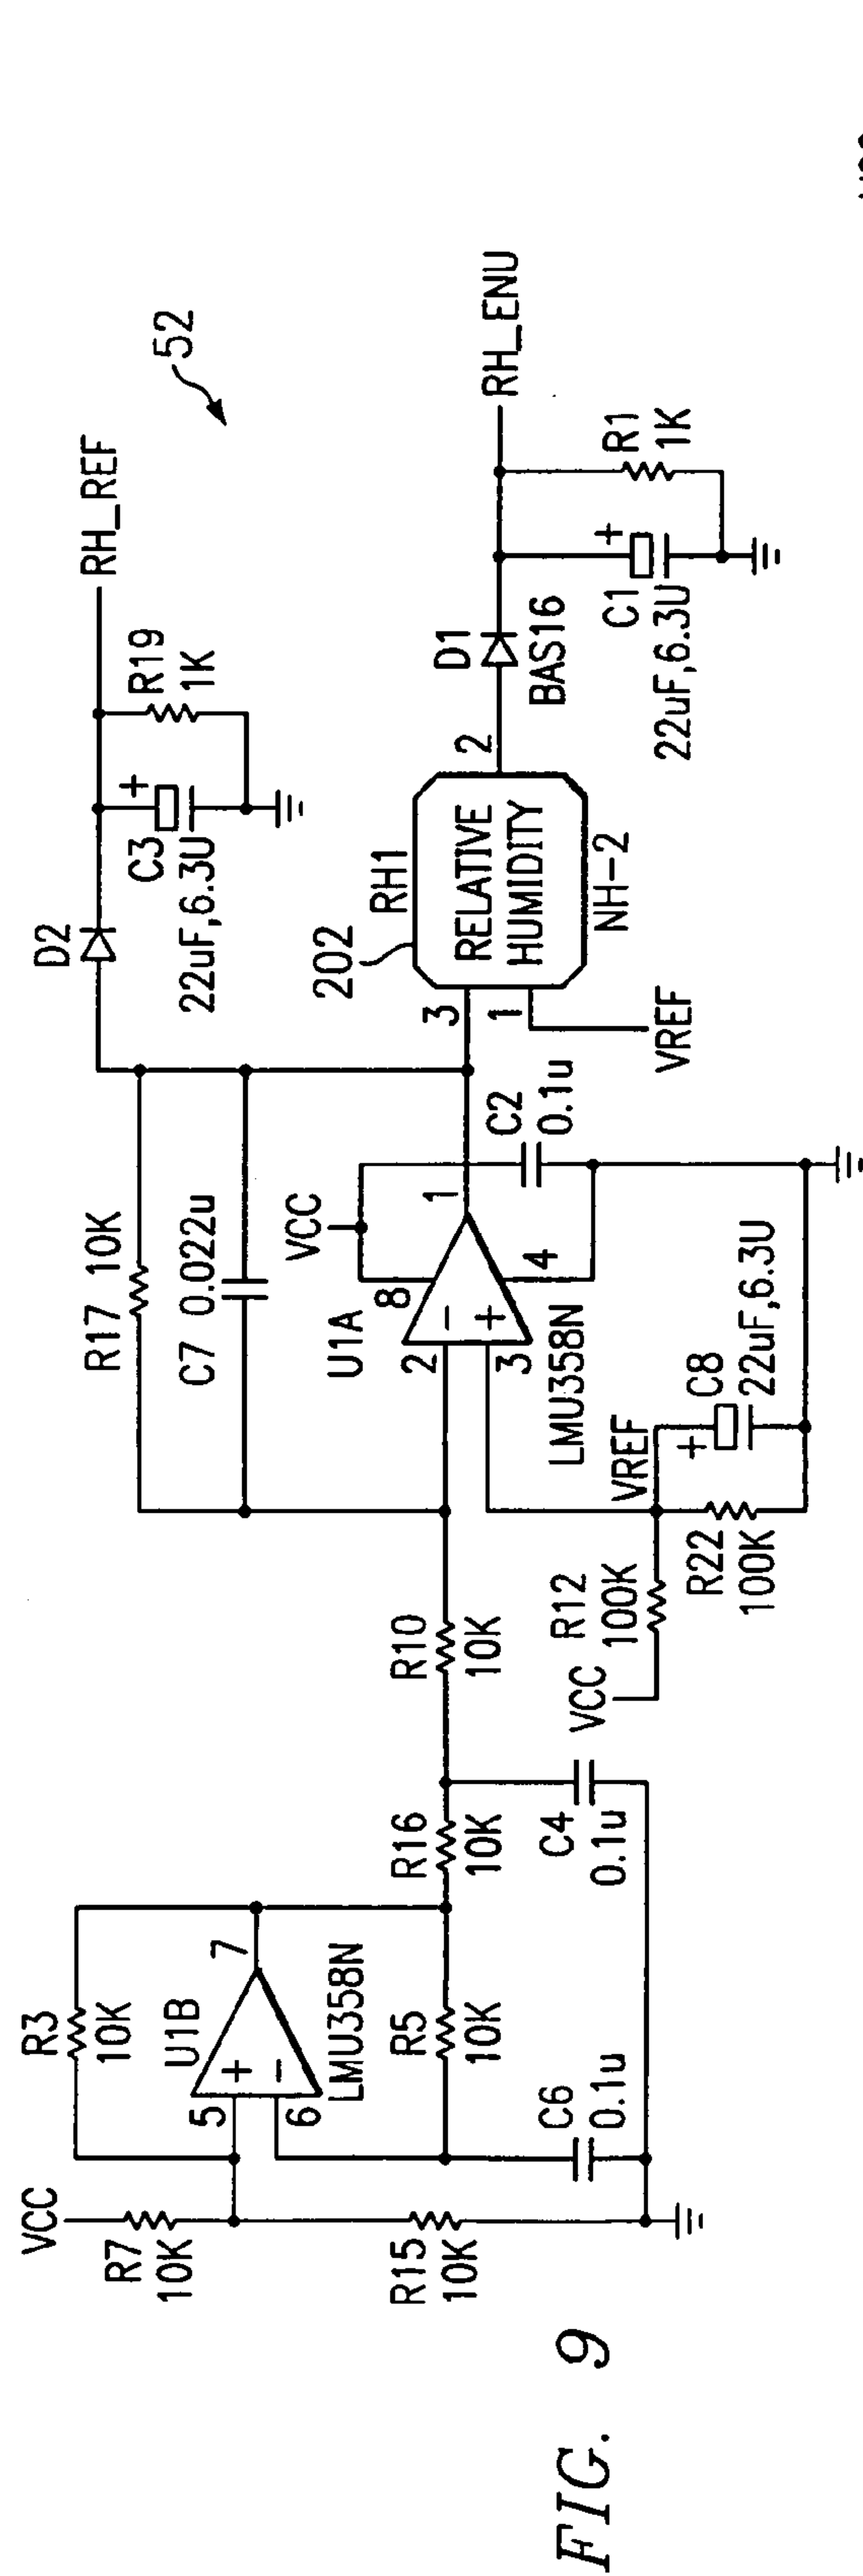 52
RH_REF
RH_ENU
D2
C3
+
22uF,6.3U
R19
1K
202
RH1
RELATIVE
HUMIDITY
NH-2
3
1
2
VREF
D1
BAS16
C1
+
22uF,6.3U
R1
1K
R17 10K
C7 0.022u
VCC
U1A
8
1
2
3
4
-
+
LMU358N
C2
0.1u
VREF
C8
+
22uF,6.3U
R22
100K
R12
100K
VCC
R10
10K
R16
10K
C4
0.1u
R3
10K
U1B
5
6
7
+
-
LMU358N
R5
10K
C6
0.1u
VCC
R7
10K
R15
10K
FIG. 9